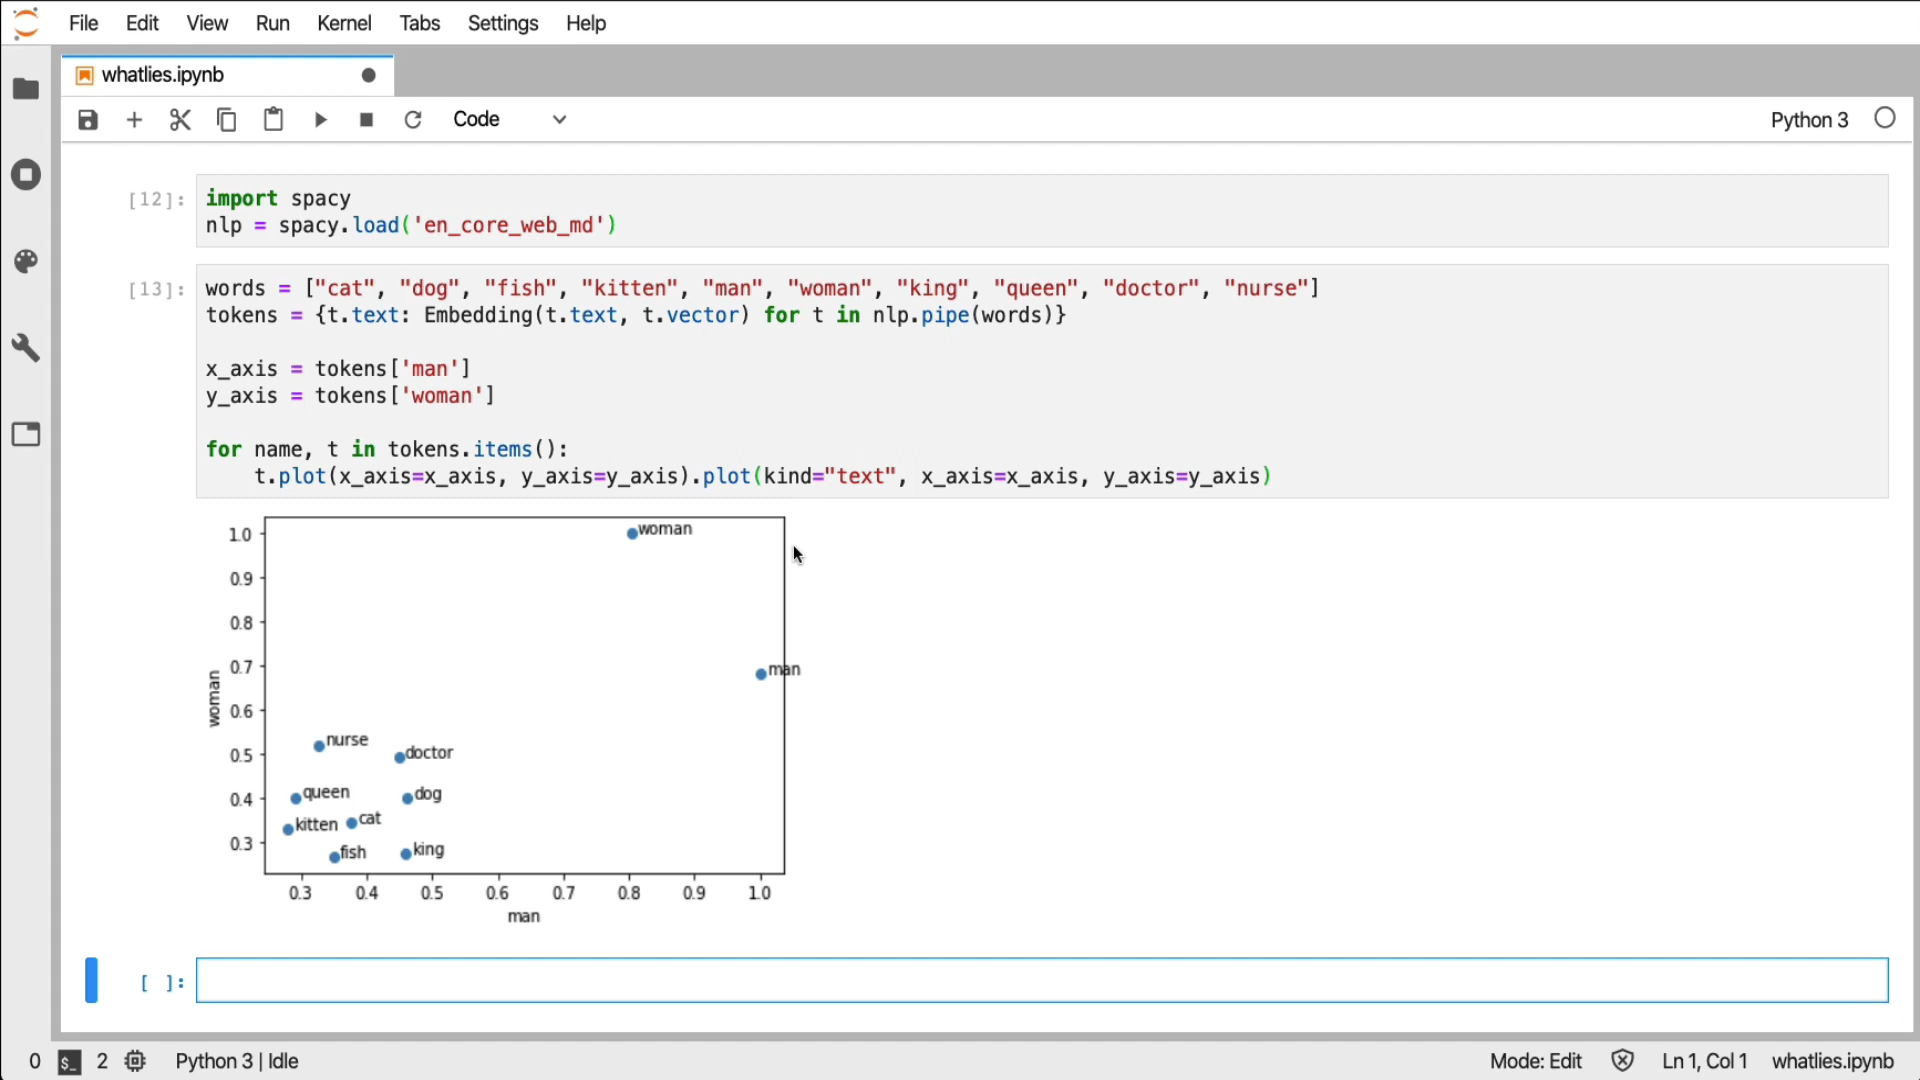 File Edit View Run Kernel Tabs Settings Help
whatlies.ipynb
Code
Python 3
[12]: import spacy
nlp = spacy.load('en_core_web_md')
[13]: words = ["cat", "dog", "fish", "kitten", "man", "woman", "king", "queen", "doctor", "nurse"]
tokens = {t.text: Embedding(t.text, t.vector) for t in nlp.pipe(words)}
x_axis = tokens['man']
y_axis = tokens['woman']
for name, t in tokens.items():
    t.plot(x_axis=x_axis, y_axis=y_axis).plot(kind="text", x_axis=x_axis, y_axis=y_axis)
1.0 woman
0.9
0.8
0.7 man
woman
0.6
nurse
0.5 doctor
queen dog
0.4
kitten cat
0.3 fish king
0.3 0.4 0.5 0.6 0.7 0.8 0.9 1.0
man
[ ]:
0 $_ 2 Python 3 | Idle Mode: Edit Ln 1, Col 1 whatlies.ipynb